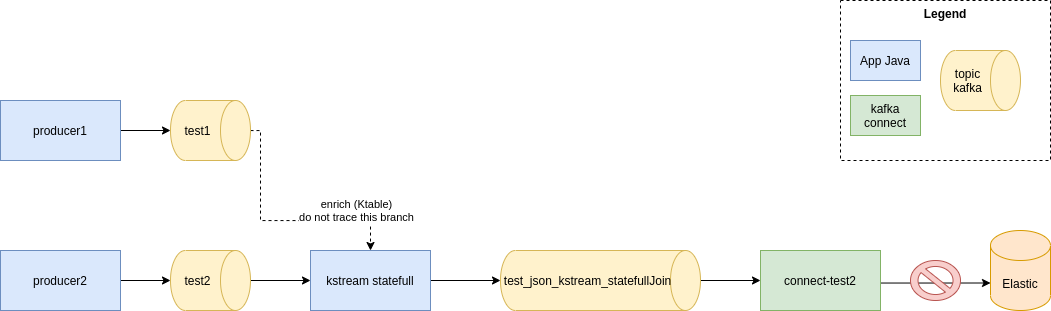 Legend
App Java
topic
kafka
kafka
connect
producer1
test1
enrich (Ktable)
do not trace this branch
producer2
test2
kstream statefull
test_json_kstream_statefullJoin
connect-test2
Elastic